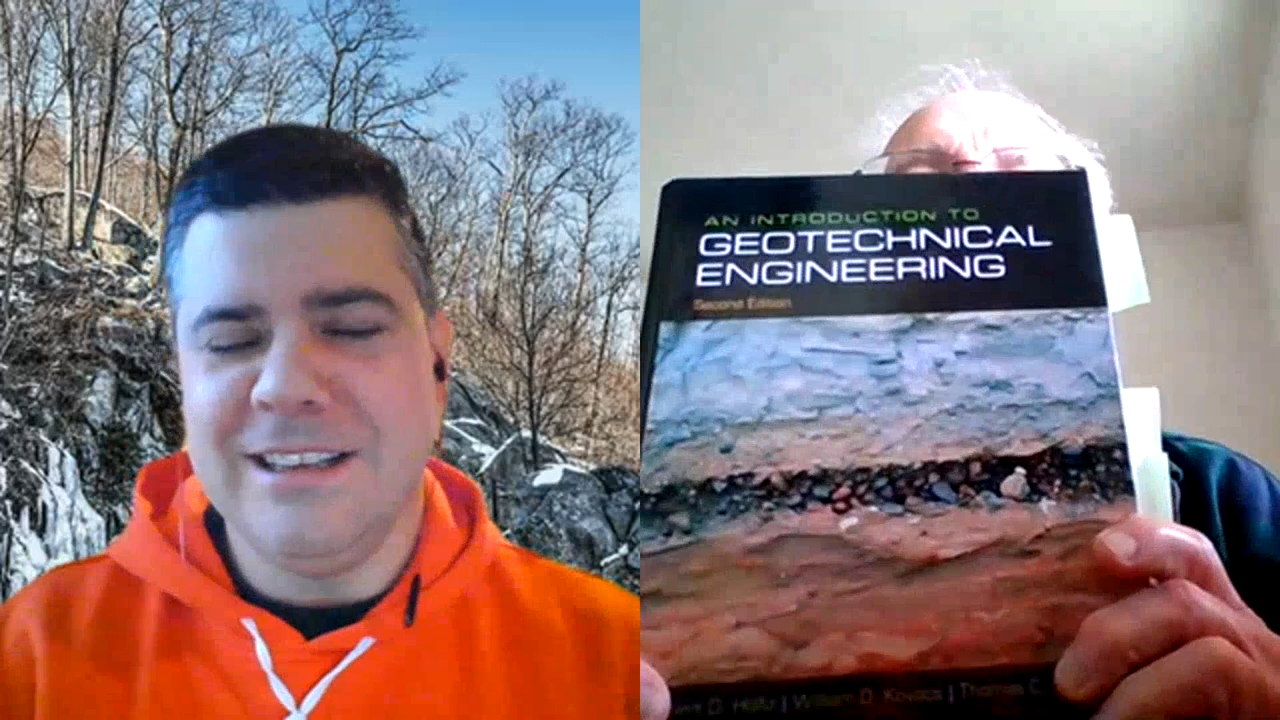 AN INTRODUCTION TO
GEOTECHNICAL
ENGINEERING
Second Edition
D. Holtz | William D. Kovacs | Thomas C.